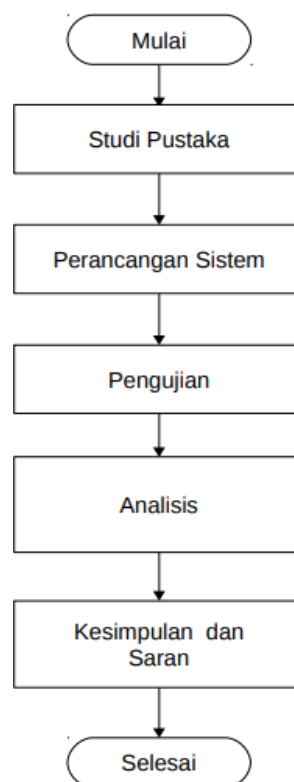 Mulai
Studi Pustaka
Perancangan Sistem
Pengujian
Analisis
Kesimpulan dan
Saran
Selesai